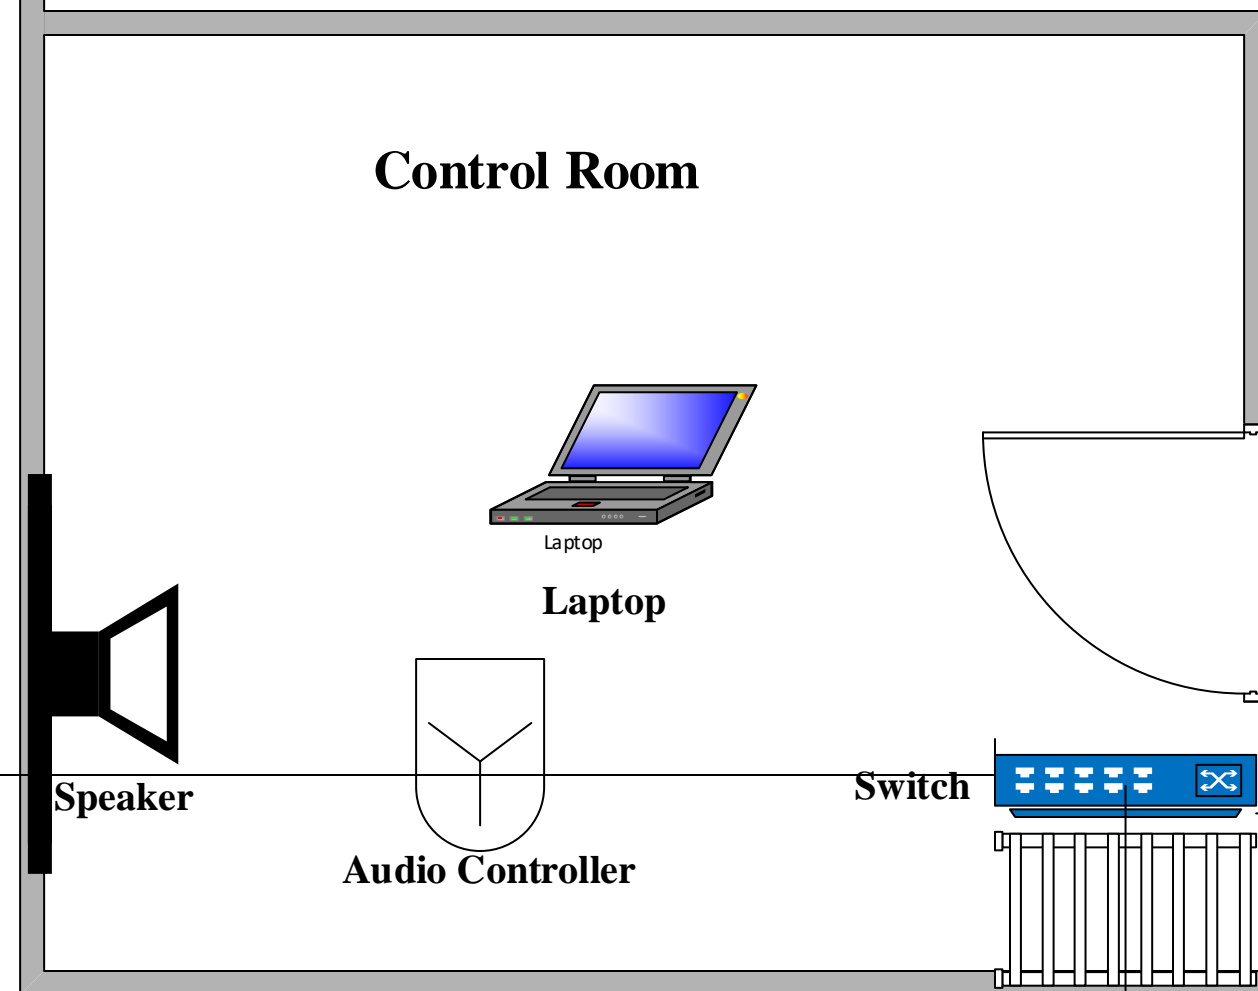 Control Room
Laptop
Laptop
Switch
Speaker
Audio Controller